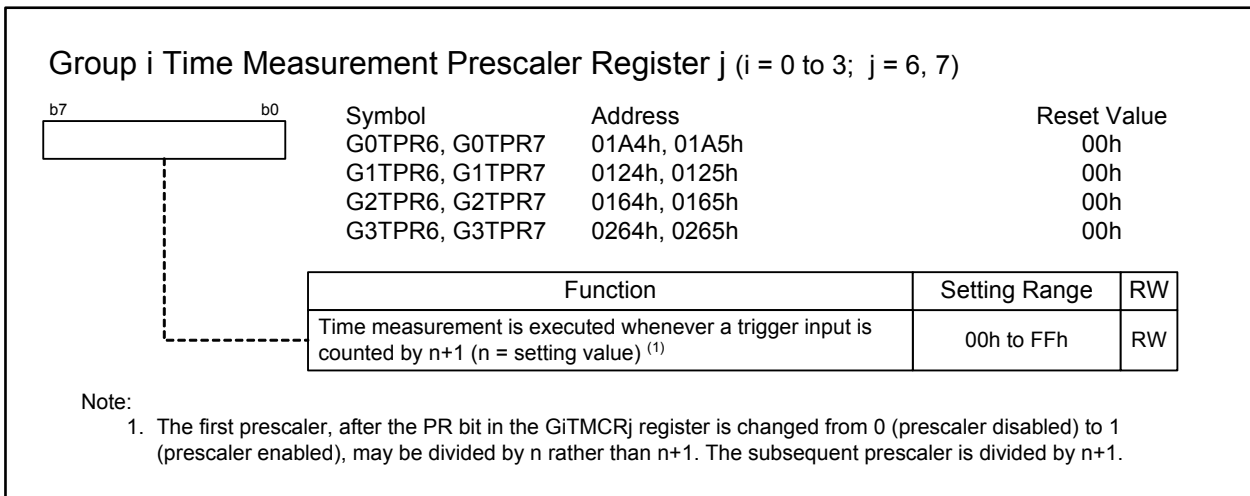 Group i Time Measurement Prescaler Register j (i = 0 to 3; j = 6, 7)
b7 b0
Symbol Address Reset Value
G0TPR6, G0TPR7 01A4h, 01A5h 00h
G1TPR6, G1TPR7 0124h, 0125h 00h
G2TPR6, G2TPR7 0164h, 0165h 00h
G3TPR6, G3TPR7 0264h, 0265h 00h
Function Setting Range RW
Time measurement is executed whenever a trigger input is
counted by n+1 (n = setting value) (1) 00h to FFh RW
Note:
1. The first prescaler, after the PR bit in the GiTMCRj register is changed from 0 (prescaler disabled) to 1
(prescaler enabled), may be divided by n rather than n+1. The subsequent prescaler is divided by n+1.